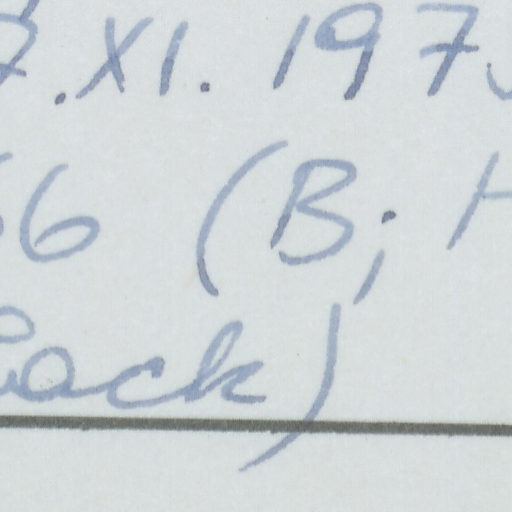 .XI. 197
6 (B; H
ack)